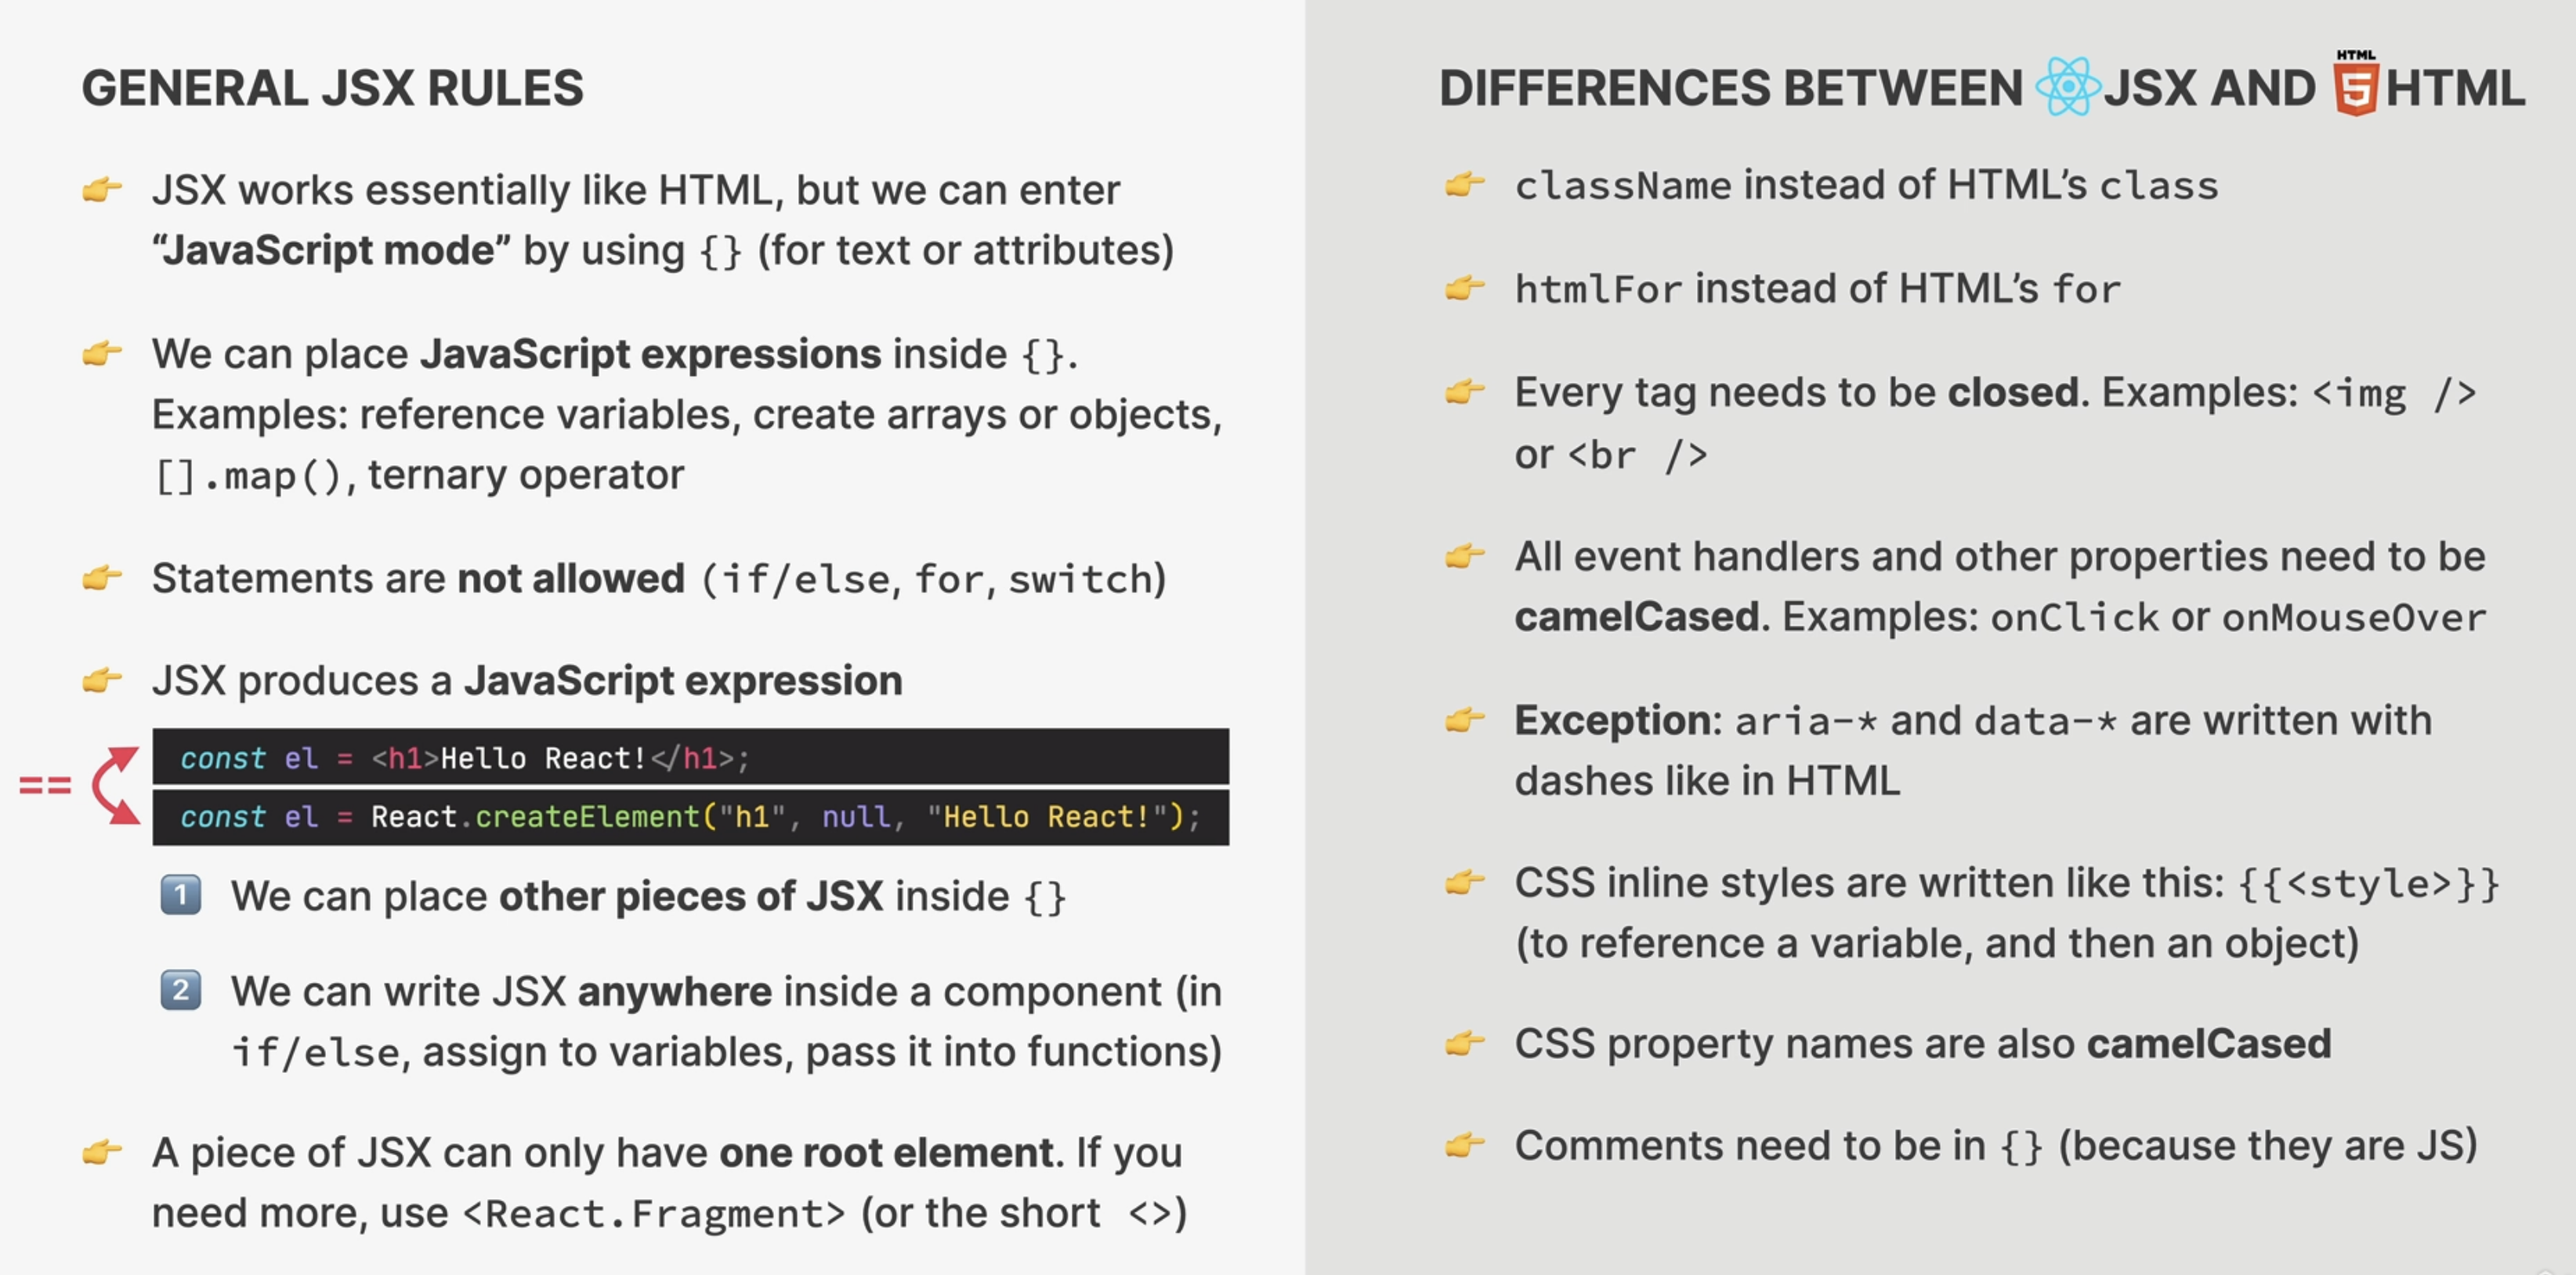 GENERAL JSX RULES
👉 JSX works essentially like HTML, but we can enter
“JavaScript mode” by using {} (for text or attributes)
👉 We can place JavaScript expressions inside {}.
Examples: reference variables, create arrays or objects,
[].map(), ternary operator
👉 Statements are not allowed (if/else, for, switch)
👉 JSX produces a JavaScript expression
const el = <h1>Hello React!</h1>;
==
const el = React.createElement("h1", null, "Hello React!");
1 We can place other pieces of JSX inside {}
2 We can write JSX anywhere inside a component (in
if/else, assign to variables, pass it into functions)
👉 A piece of JSX can only have one root element. If you
need more, use <React.Fragment> (or the short <>)
HTML
5
DIFFERENCES BETWEEN JSX AND HTML
👉 className instead of HTML’s class
👉 htmlFor instead of HTML’s for
👉 Every tag needs to be closed. Examples: <img />
or <br />
👉 All event handlers and other properties need to be
camelCased. Examples: onClick or onMouseOver
👉 Exception: aria-* and data-* are written with
dashes like in HTML
👉 CSS inline styles are written like this: {{<style>}}
(to reference a variable, and then an object)
👉 CSS property names are also camelCased
👉 Comments need to be in {} (because they are JS)